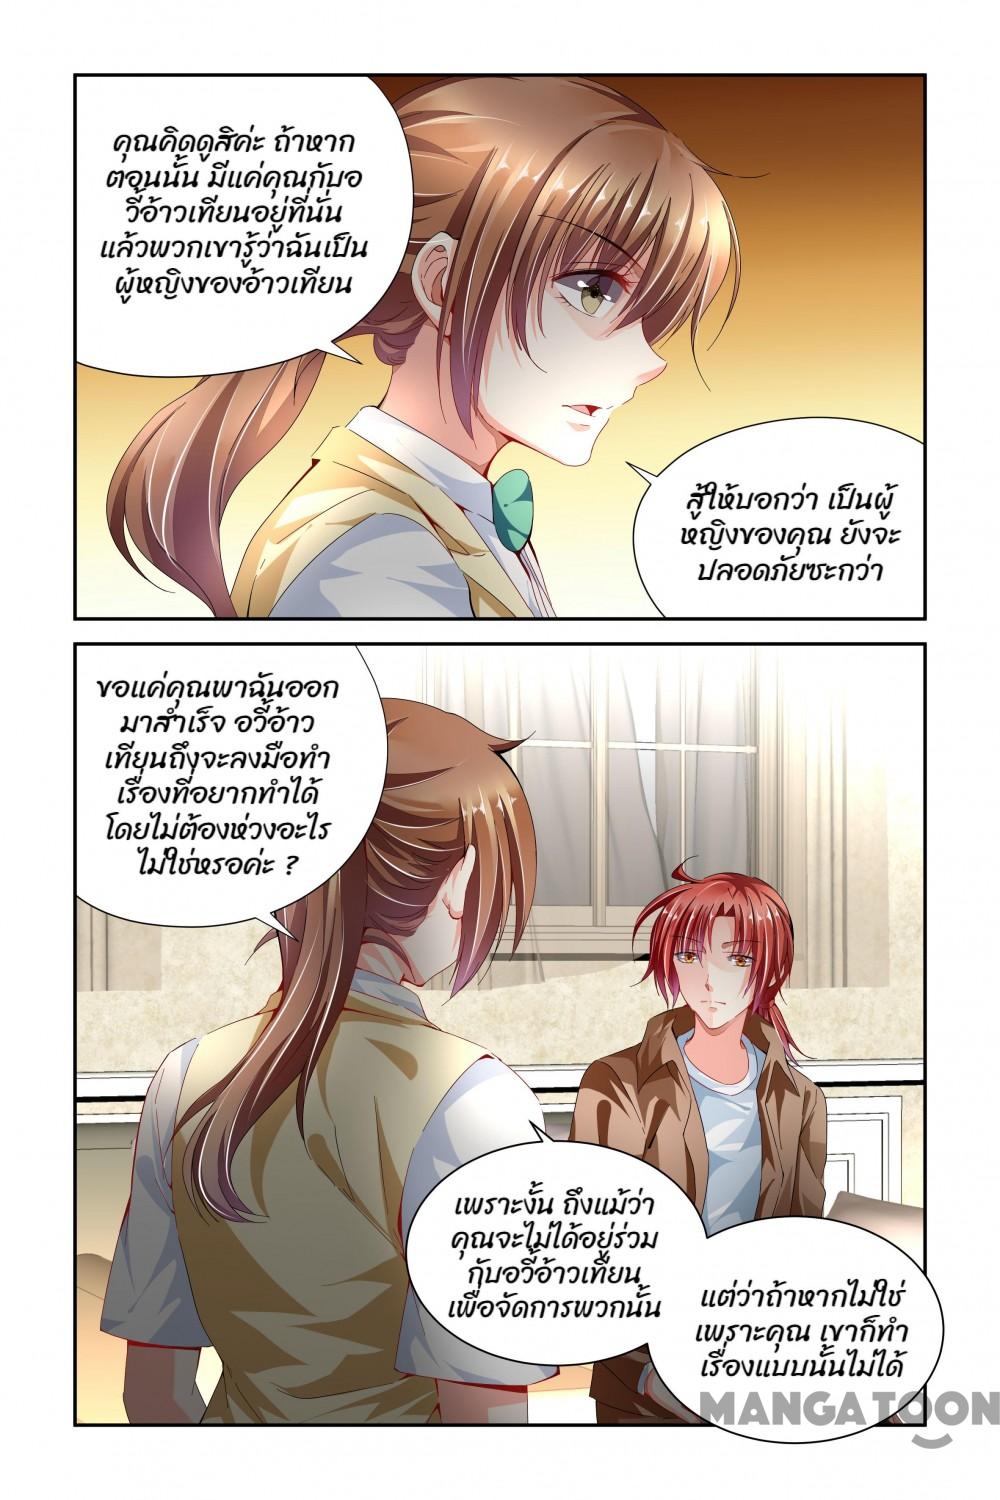 คุณคิดดูสิค่ะ ถ้าหาก
ตอนนั้น มีแค่คุณกับอ
วี้อ้าวเทียนอยู่ที่นั่น
แล้วพวกเขารู้ว่าฉันเป็น
ผู้หญิงของอ้าวเทียน
สู้ให้บอกว่า เป็นผู้
หญิงของคุณ ยังจะ
ปลอดภัยซะกว่า
ขอแค่คุณพาฉันออก
มาสำเร็จ อวี้อ้าว
เทียนถึงจะลงมือทำ
เรื่องที่อยากทำได้
โดยไม่ต้องห่วงอะไร
ไม่ใช่หรอค่ะ ?
เพราะงั้น ถึงแม้ว่า
คุณจะไม่ได้อยู่ร่วม
กับอวี้อ้าวเทียน
เพื่อจัดการพวกนั้น
แต่ว่าถ้าหากไม่ใช่
เพราะคุณ เขาก็ทำ
เรื่องแบบนั้นไม่ได้
MANGATOON